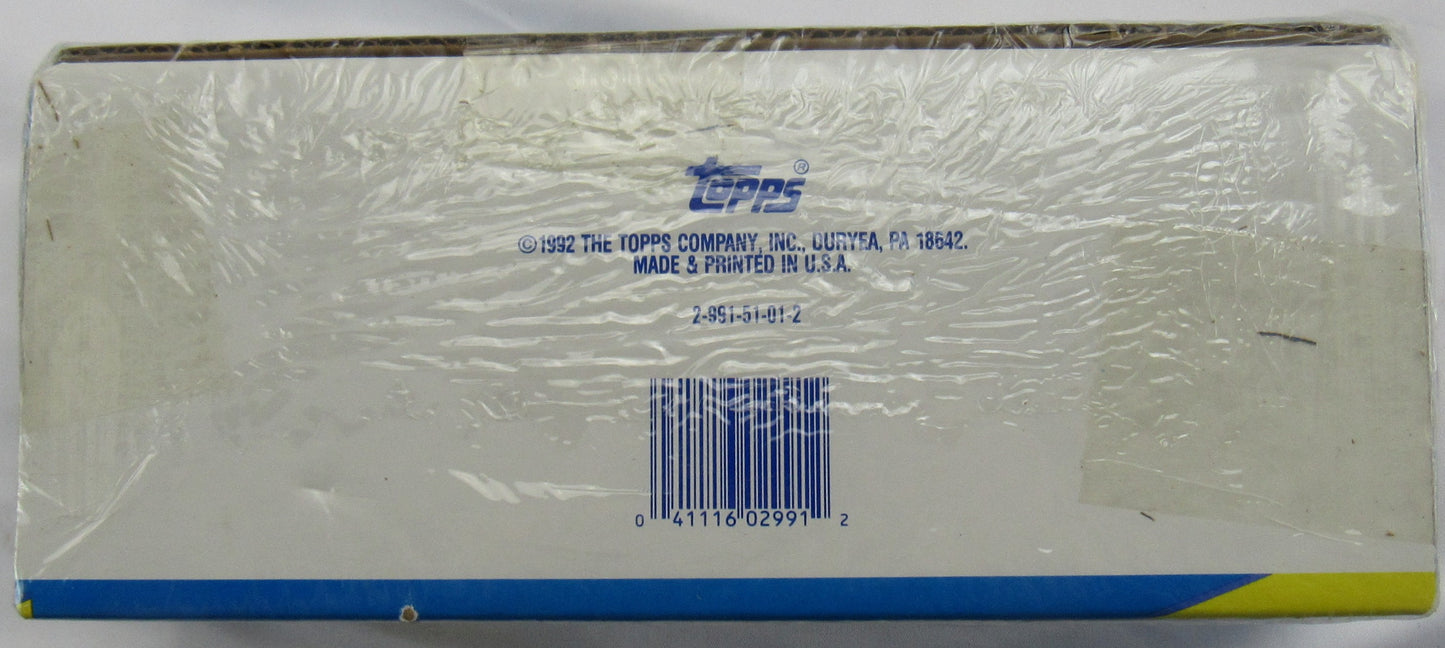 topps®
©1992 THE TOPPS COMPANY, INC., DURYEA, PA 18642.
MADE & PRINTED IN U.S.A.
2-991-51-01-2
0 41116 02991 2